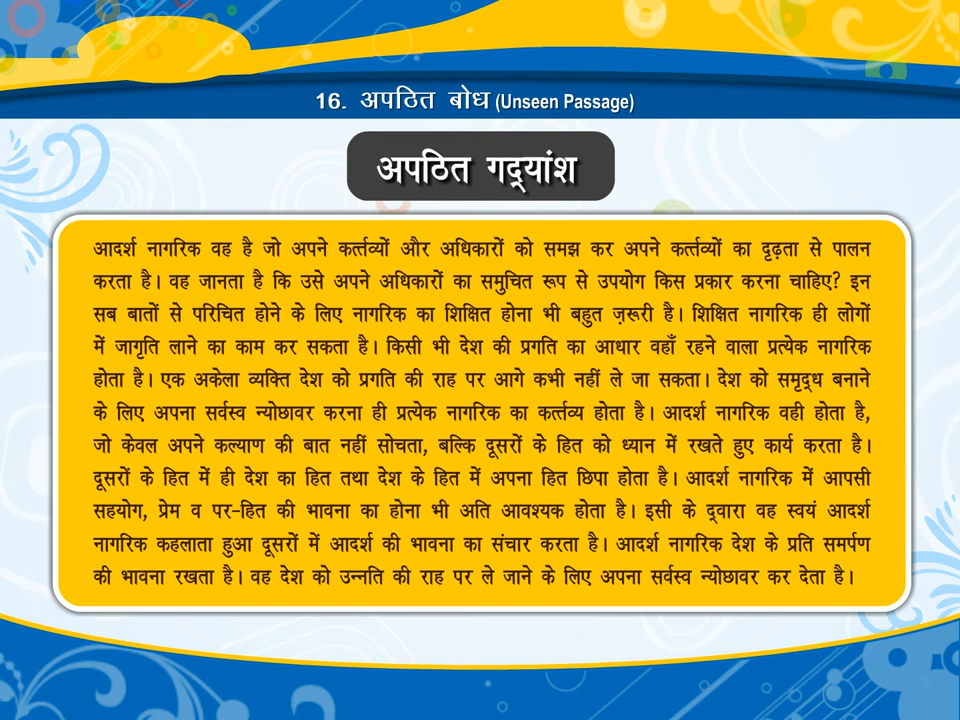 16. अपठित बोध (Unseen Passage)
अपठित गद्‌यांश
आदर्श नागरिक वह है जो अपने कर्त्तव्यों और अधिकारों को समझ कर अपने कर्त्तव्यों का दृढ़ता से पालन
करता है। वह जानता है कि उसे अपने अधिकारों का समुचित रूप से उपयोग किस प्रकार करना चाहिए? इन
सब बातों से परिचित होने के लिए नागरिक का शिक्षित होना भी बहुत ज़रूरी है। शिक्षित नागरिक ही लोगों
में जागृति लाने का काम कर सकता है। किसी भी देश की प्रगति का आधार वहाँ रहने वाला प्रत्येक नागरिक
होता है। एक अकेला व्यक्ति देश को प्रगति की राह पर आगे कभी नहीं ले जा सकता। देश को समृद्‌ध बनाने
के लिए अपना सर्वस्व न्योछावर करना ही प्रत्येक नागरिक का कर्त्तव्य होता है। आदर्श नागरिक वही होता है,
जो केवल अपने कल्याण की बात नहीं सोचता, बल्कि दूसरों के हित को ध्यान में रखते हुए कार्य करता है।
दूसरों के हित में ही देश का हित तथा देश के हित में अपना हित छिपा होता है। आदर्श नागरिक में आपसी
सहयोग, प्रेम व पर-हित की भावना का होना भी अति आवश्यक होता है। इसी के द्‌वारा वह स्वयं आदर्श
नागरिक कहलाता हुआ दूसरों में आदर्श की भावना का संचार करता है। आदर्श नागरिक देश के प्रति समर्पण
की भावना रखता है। वह देश को उन्नति की राह पर ले जाने के लिए अपना सर्वस्व न्योछावर कर देता है।